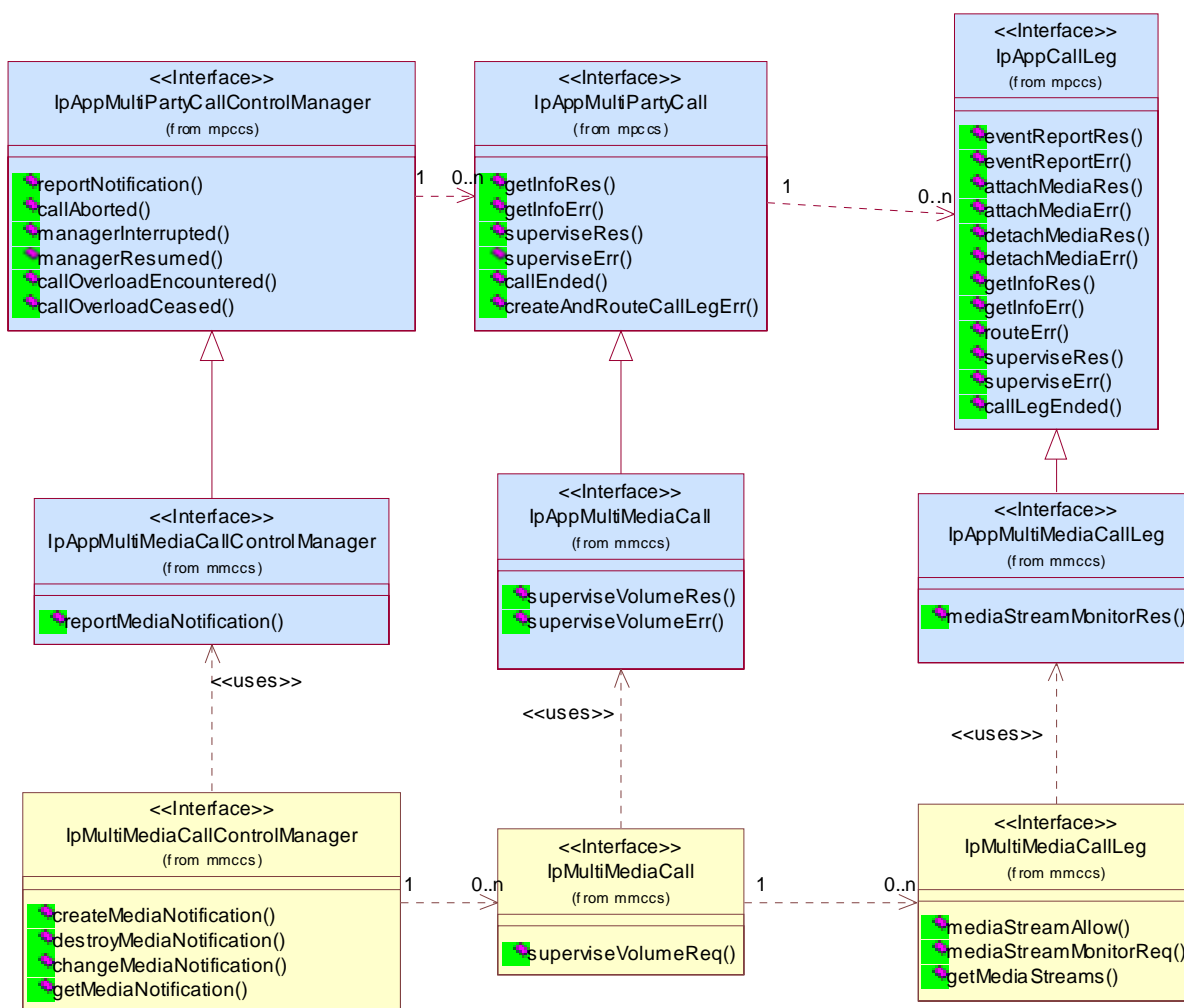 <<Interface>>
IpAppMultiPartyCallControlManager
(from mpccs)
reportNotification()
callAborted()
managerInterrupted()
managerResumed()
callOverloadEncountered()
callOverloadCeased()
1
0..n
<<Interface>>
IpAppMultiPartyCall
(from mpccs)
getInfoRes()
getInfoErr()
superviseRes()
superviseErr()
callEnded()
createAndRouteCallLegErr()
1
0..n
<<Interface>>
IpAppCallLeg
(from mpccs)
eventReportRes()
eventReportErr()
attachMediaRes()
attachMediaErr()
detachMediaRes()
detachMediaErr()
getInfoRes()
getInfoErr()
routeErr()
superviseRes()
superviseErr()
callLegEnded()
<<Interface>>
IpAppMultiMediaCallControlManager
(from mmccs)
reportMediaNotification()
<<Interface>>
IpAppMultiMediaCall
(from mmccs)
superviseVolumeRes()
superviseVolumeErr()
<<Interface>>
IpAppMultiMediaCallLeg
(from mmccs)
mediaStreamMonitorRes()
<<uses>>
<<uses>>
<<uses>>
<<Interface>>
IpMultiMediaCallControlManager
(from mmccs)
createMediaNotification()
destroyMediaNotification()
changeMediaNotification()
getMediaNotification()
1
0..n
<<Interface>>
IpMultiMediaCall
(from mmccs)
superviseVolumeReq()
1
0..n
<<Interface>>
IpMultiMediaCallLeg
(from mmccs)
mediaStreamAllow()
mediaStreamMonitorReq()
getMediaStreams()